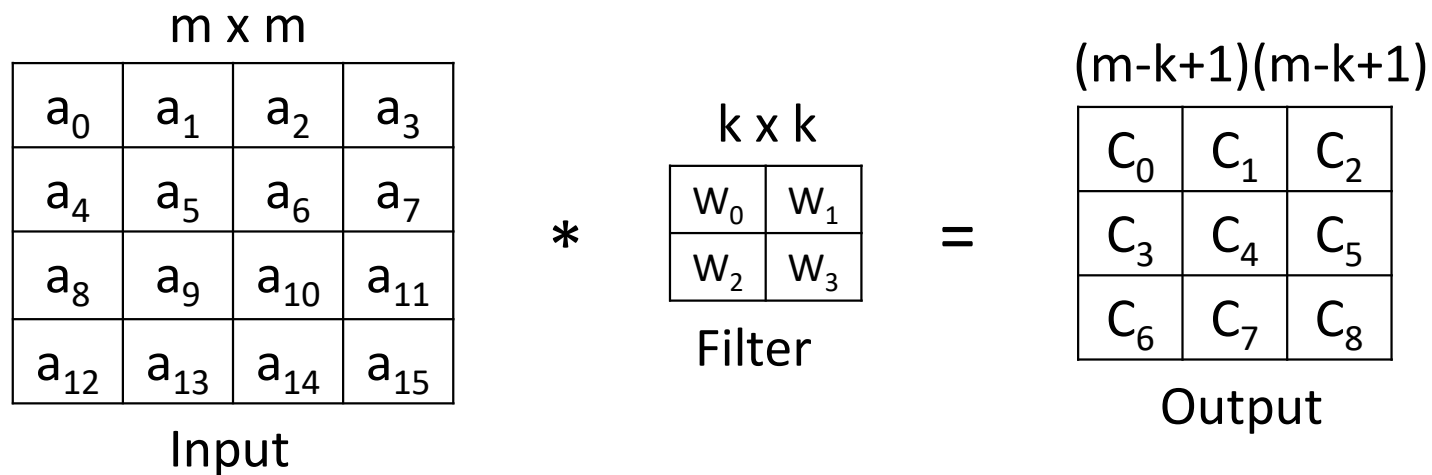 m x m
a₀ a₁ a₂ a₃
a₄ a₅ a₆ a₇
a₈ a₉ a₁₀ a₁₁
a₁₂ a₁₃ a₁₄ a₁₅
Input
*
k x k
W₀ W₁
W₂ W₃
Filter
=
(m-k+1)(m-k+1)
C₀ C₁ C₂
C₃ C₄ C₅
C₆ C₇ C₈
Output